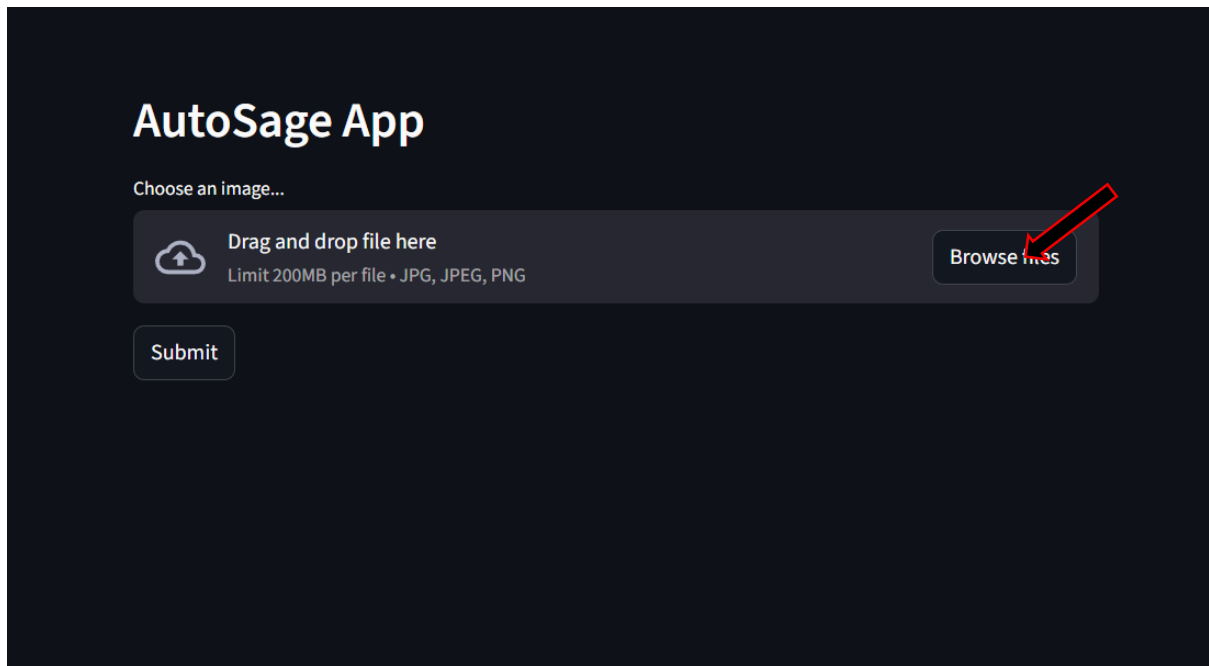 AutoSage App
Choose an image...
Drag and drop file here
Limit 200MB per file • JPG, JPEG, PNG
Browse files
Submit